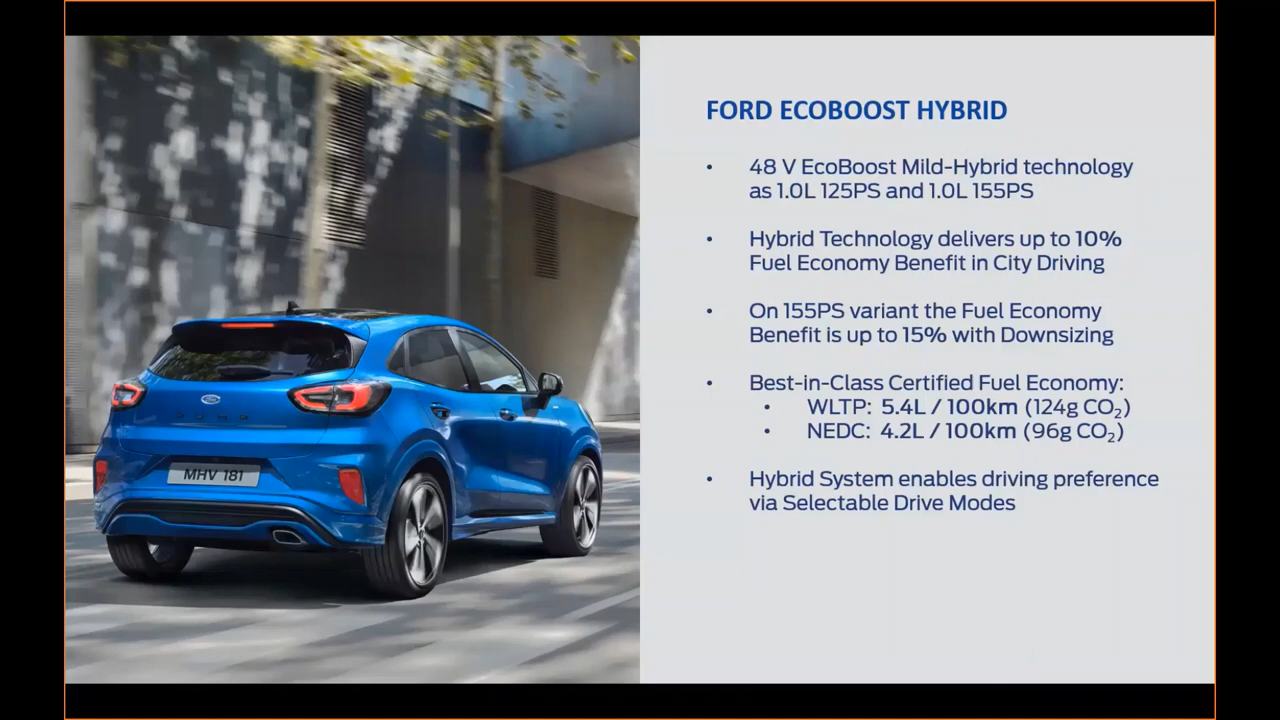 FORD ECOBOOST HYBRID
• 48 V EcoBoost Mild-Hybrid technology
as 1.0L 125PS and 1.0L 155PS
• Hybrid Technology delivers up to 10%
Fuel Economy Benefit in City Driving
• On 155PS variant the Fuel Economy
Benefit is up to 15% with Downsizing
• Best-in-Class Certified Fuel Economy:
• WLTP: 5.4L / 100km (124g CO₂)
• NEDC: 4.2L / 100km (96g CO₂)
• Hybrid System enables driving preference
via Selectable Drive Modes
Ford
PUMA
MHV 181